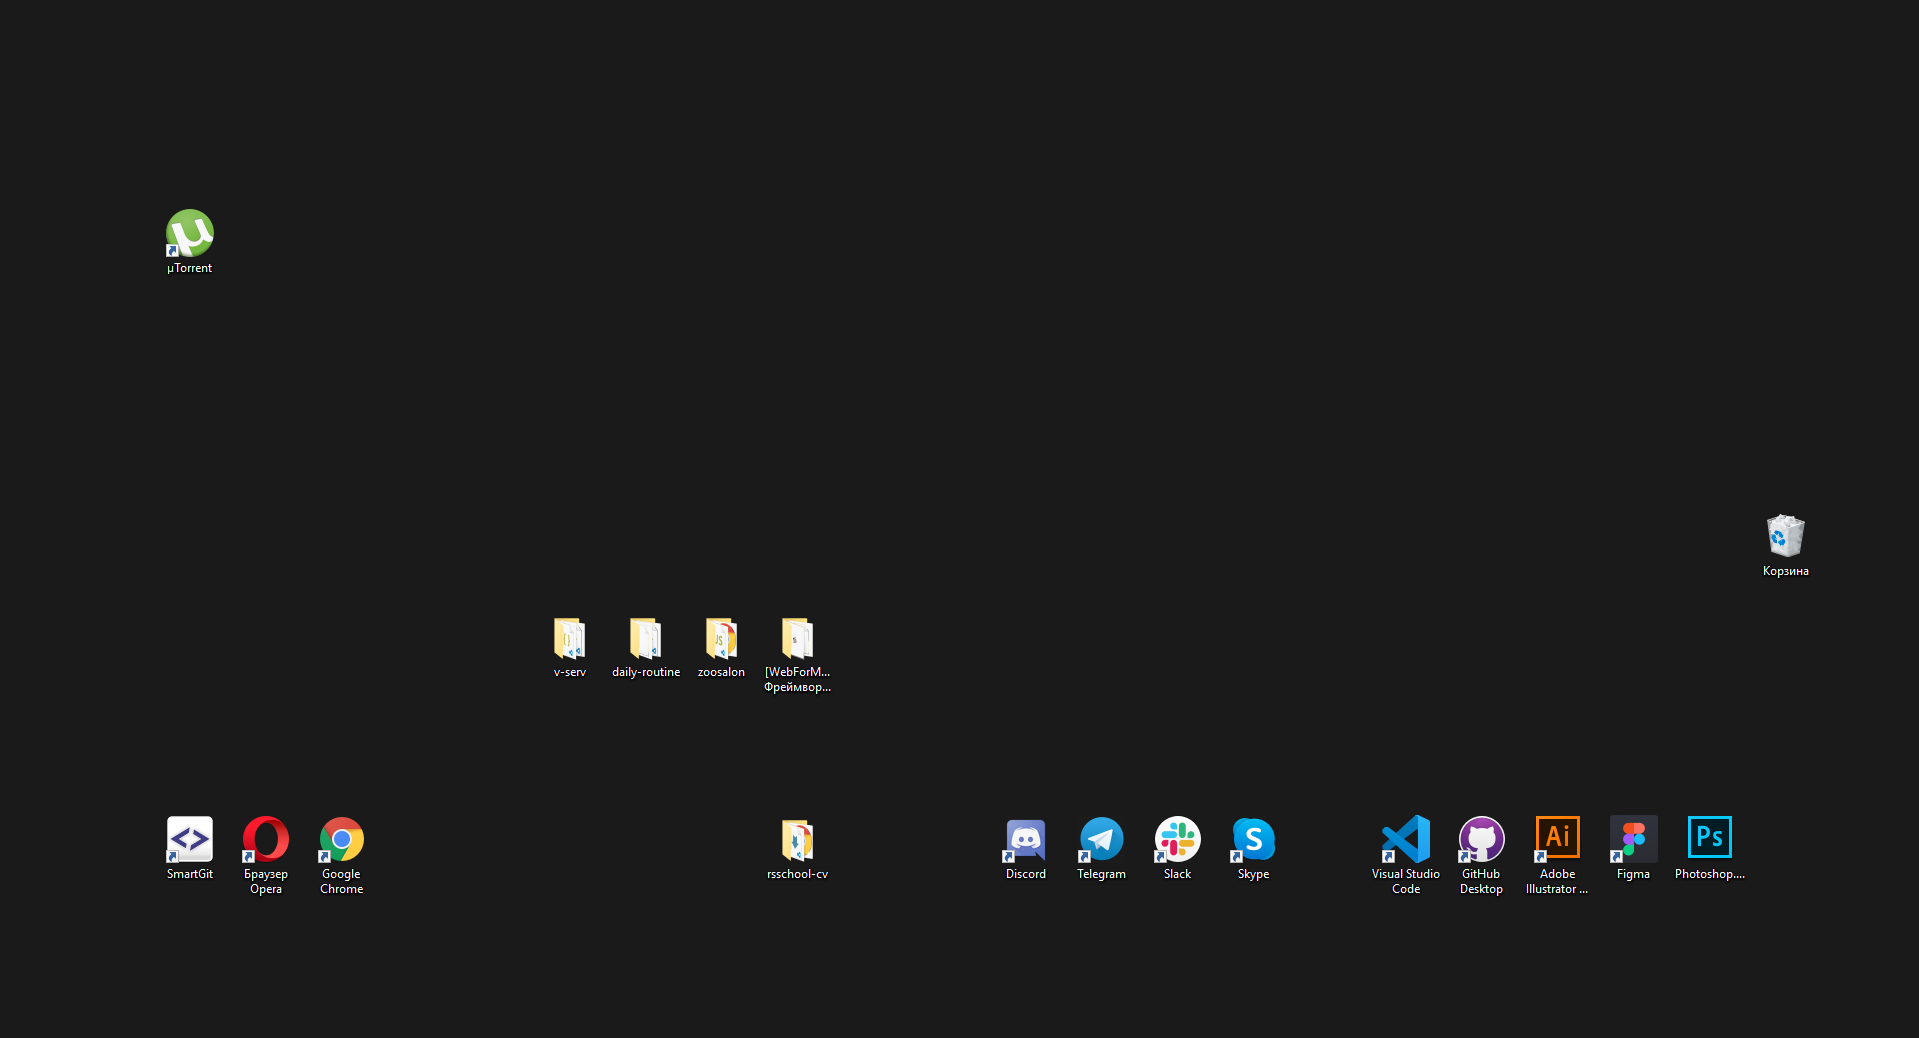 µTorrent
Корзина
v-serv
daily-routine
zoosalon
[WebForM...
Фреймвор...
SmartGit
Браузер
Opera
Google
Chrome
rsschool-cv
Discord
Telegram
Slack
Skype
Visual Studio
Code
GitHub
Desktop
Adobe
Illustrator ...
Figma
Photoshop....